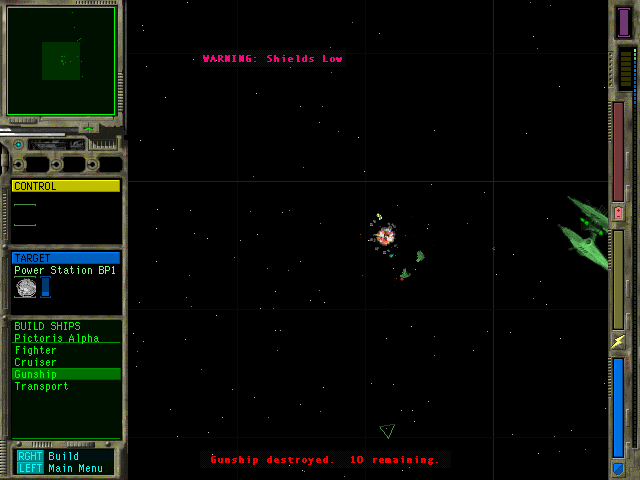 WARNING: Shields Low
CONTROL
TARGET
Power Station BP1
BUILD SHIPS
Pictoris Alpha
Fighter
Cruiser
Gunship
Transport
RGHT Build
LEFT Main Menu
Gunship destroyed. 10 remaining.